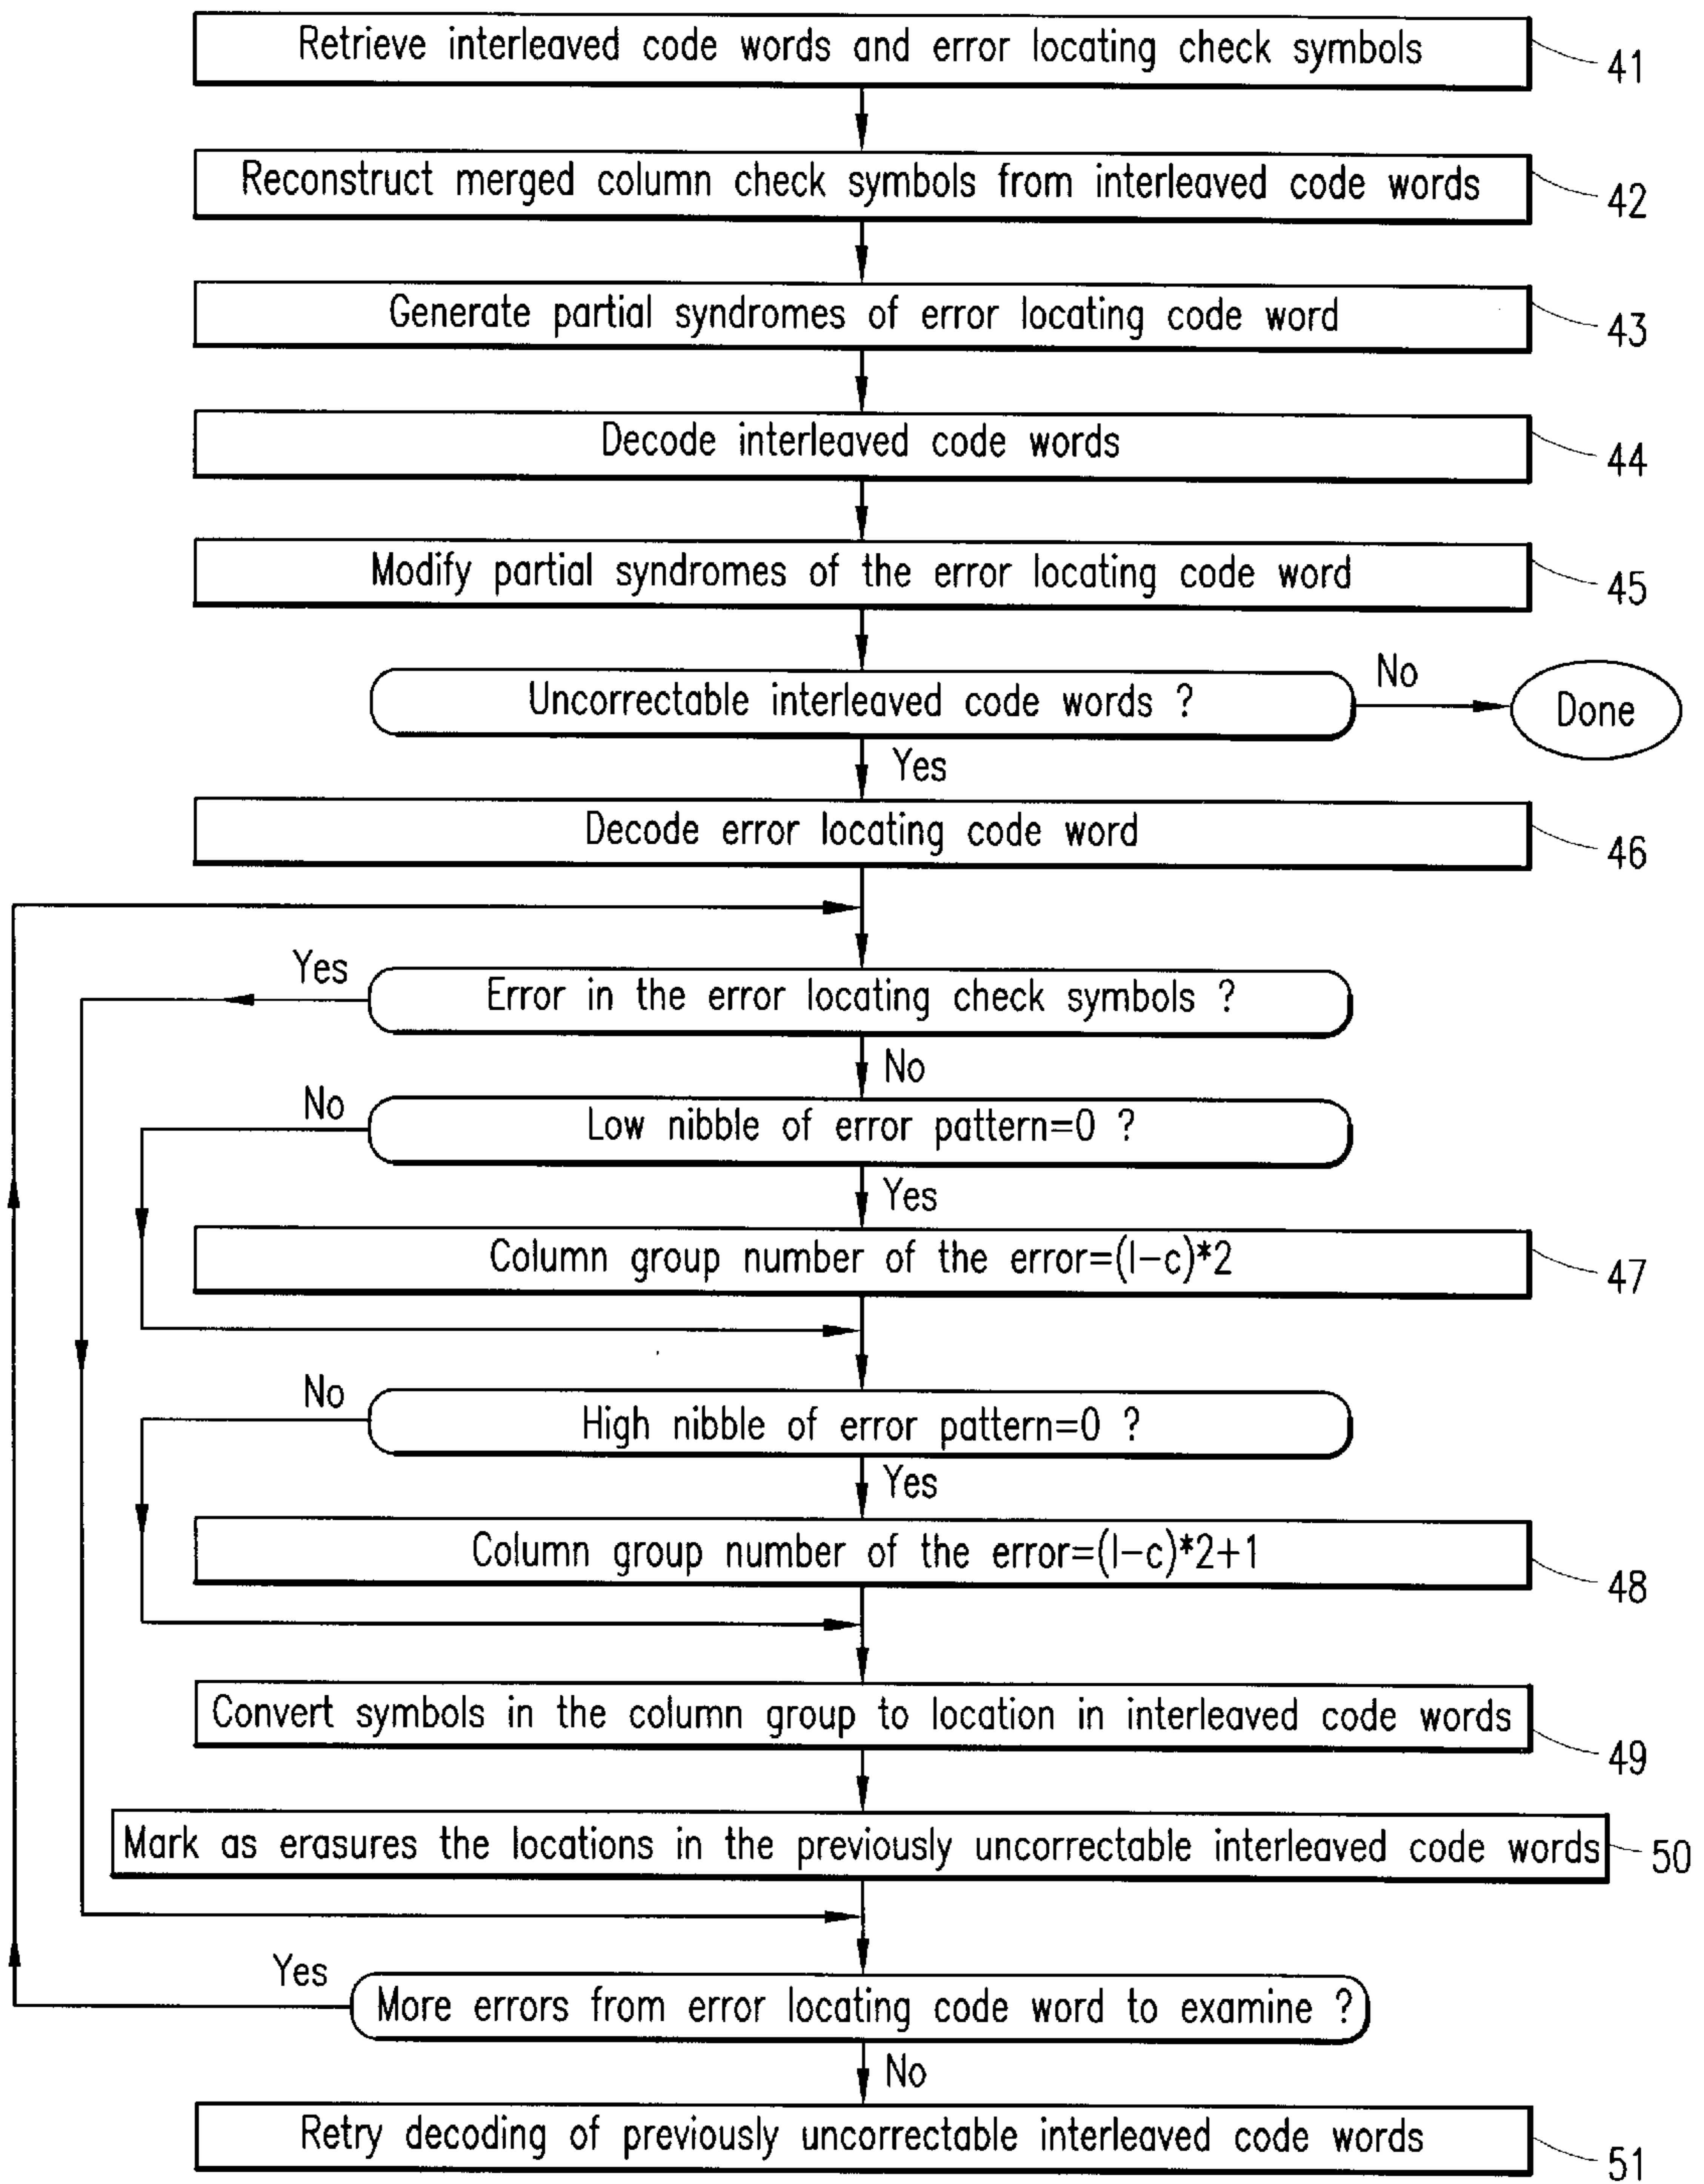 Retrieve interleaved code words and error locating check symbols
41
Reconstruct merged column check symbols from interleaved code words
42
Generate partial syndromes of error locating code word
43
Decode interleaved code words
44
Modify partial syndromes of the error locating code word
45
Uncorrectable interleaved code words ?
No
Done
Yes
Decode error locating code word
46
Yes
Error in the error locating check symbols ?
No
No
Low nibble of error pattern=0 ?
Yes
Column group number of the error=(l-c)*2
47
No
High nibble of error pattern=0 ?
Yes
Column group number of the error=(l-c)*2+1
48
Convert symbols in the column group to location in interleaved code words
49
Mark as erasures the locations in the previously uncorrectable interleaved code words
50
Yes
More errors from error locating code word to examine ?
No
Retry decoding of previously uncorrectable interleaved code words
51